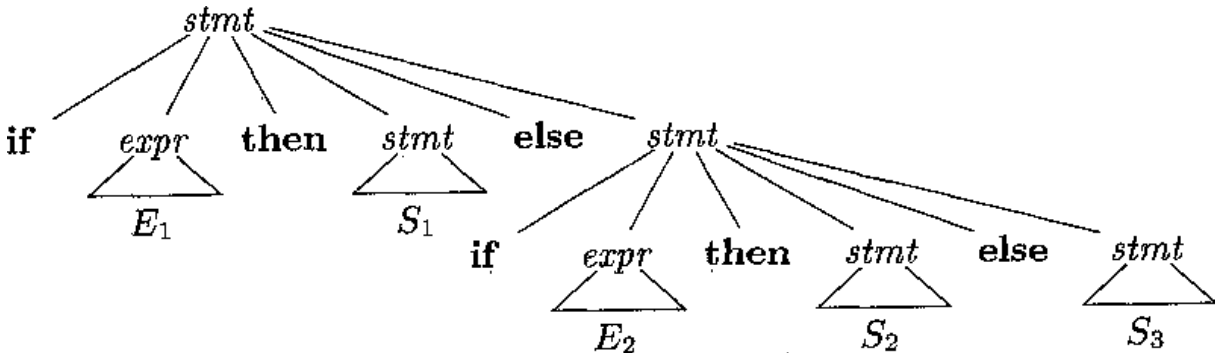 stmt
if expr then stmt else stmt
E₁ S₁
if expr then stmt else stmt
E₂ S₂ S₃